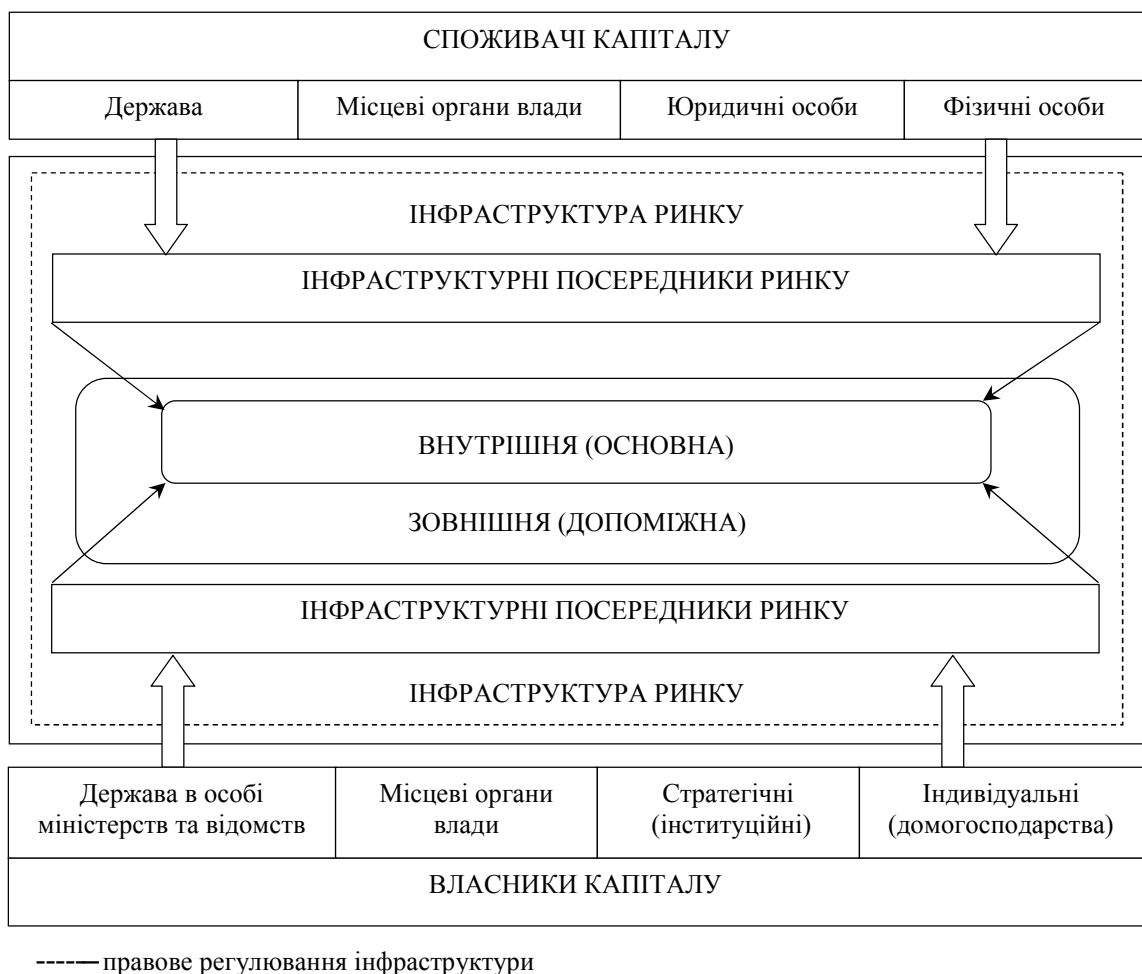 СПОЖИВАЧІ КАПІТАЛУ
Держава
Місцеві органи влади
Юридичні особи
Фізичні особи
ІНФРАСТРУКТУРА РИНКУ
ІНФРАСТРУКТУРНІ ПОСЕРЕДНИКИ РИНКУ
ВНУТРІШНЯ (ОСНОВНА)
ЗОВНІШНЯ (ДОПОМІЖНА)
ІНФРАСТРУКТУРНІ ПОСЕРЕДНИКИ РИНКУ
ІНФРАСТРУКТУРА РИНКУ
Держава в особі
міністерств та відомств
Місцеві органи
влади
Стратегічні
(інституційні)
Індивідуальні
(домогосподарства)
ВЛАСНИКИ КАПІТАЛУ
правове регулювання інфраструктури